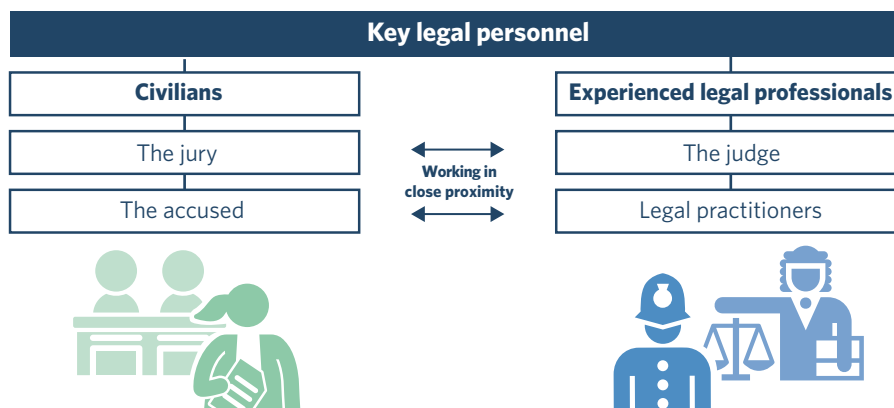 Key legal personnel
Civilians
Experienced legal professionals
The jury
The judge
Working in
close proximity
The accused
Legal practitioners